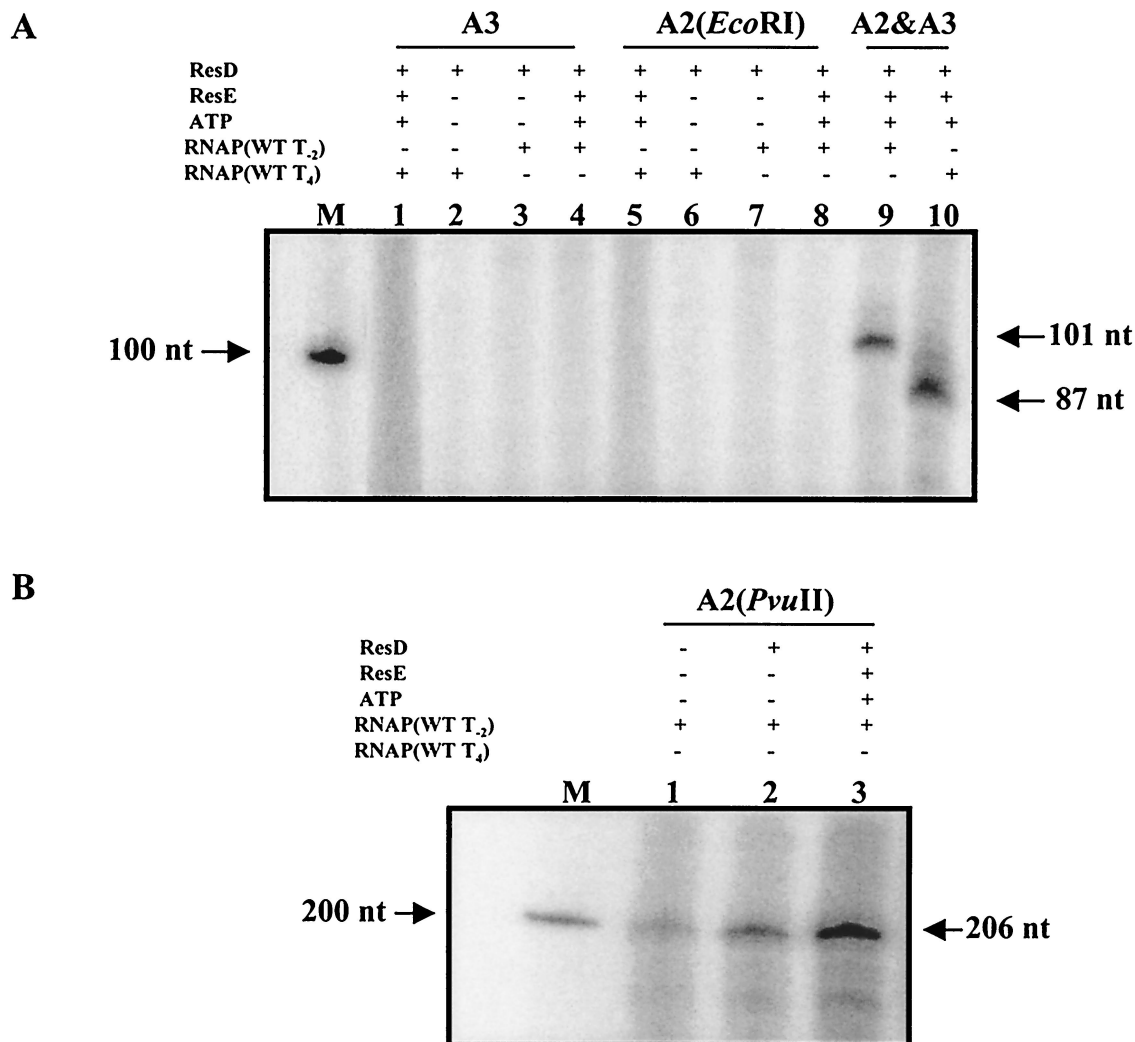 A
A3 A2(EcoRI) A2&A3
ResD + + + + + + + + + +
ResE + - - + + - - + + +
ATP + - - + + - - + + +
RNAP(WT T-2) - - + + - - + + + -
RNAP(WT T4) + + - - + + - - - +
M 1 2 3 4 5 6 7 8 9 10
100 nt
101 nt
87 nt
B
A2(PvuII)
ResD - + +
ResE - - +
ATP - - +
RNAP(WT T-2) + + +
RNAP(WT T4) - - -
M 1 2 3
200 nt
206 nt